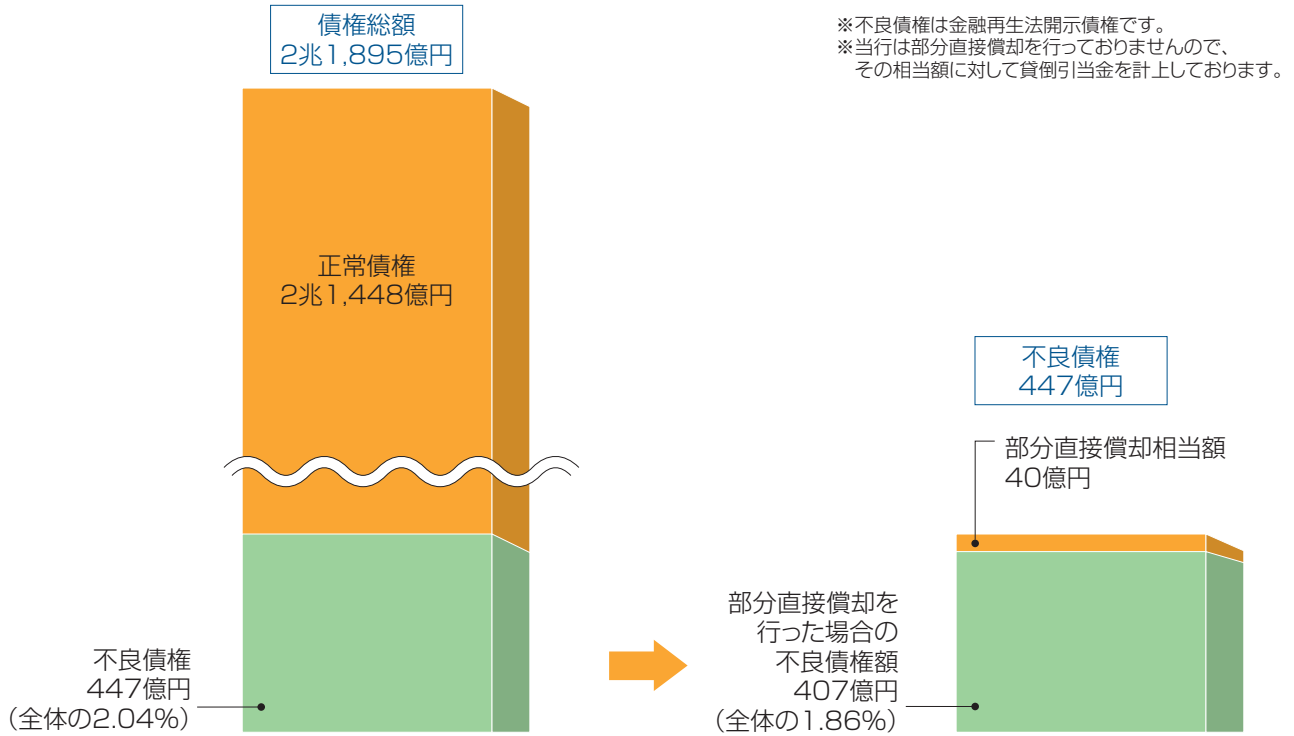 債権総額
2兆1,895億円
※不良債権は金融再生法開示債権です。
※当行は部分直接償却を行っておりませんので、
その相当額に対して貸倒引当金を計上しております。
正常債権
2兆1,448億円
不良債権
447億円
(全体の2.04%)
不良債権
447億円
部分直接償却相当額
40億円
部分直接償却を
行った場合の
不良債権額
407億円
(全体の1.86%)